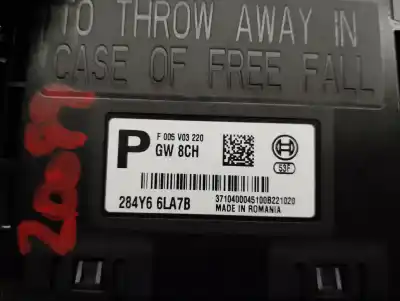 TO THROW AWAY IN
CASE OF FREE FALL
P
F 005 V03 220
GW 8CH
53F
284Y6 6LA7B
3710400045100B221020
MADE IN ROMANIA